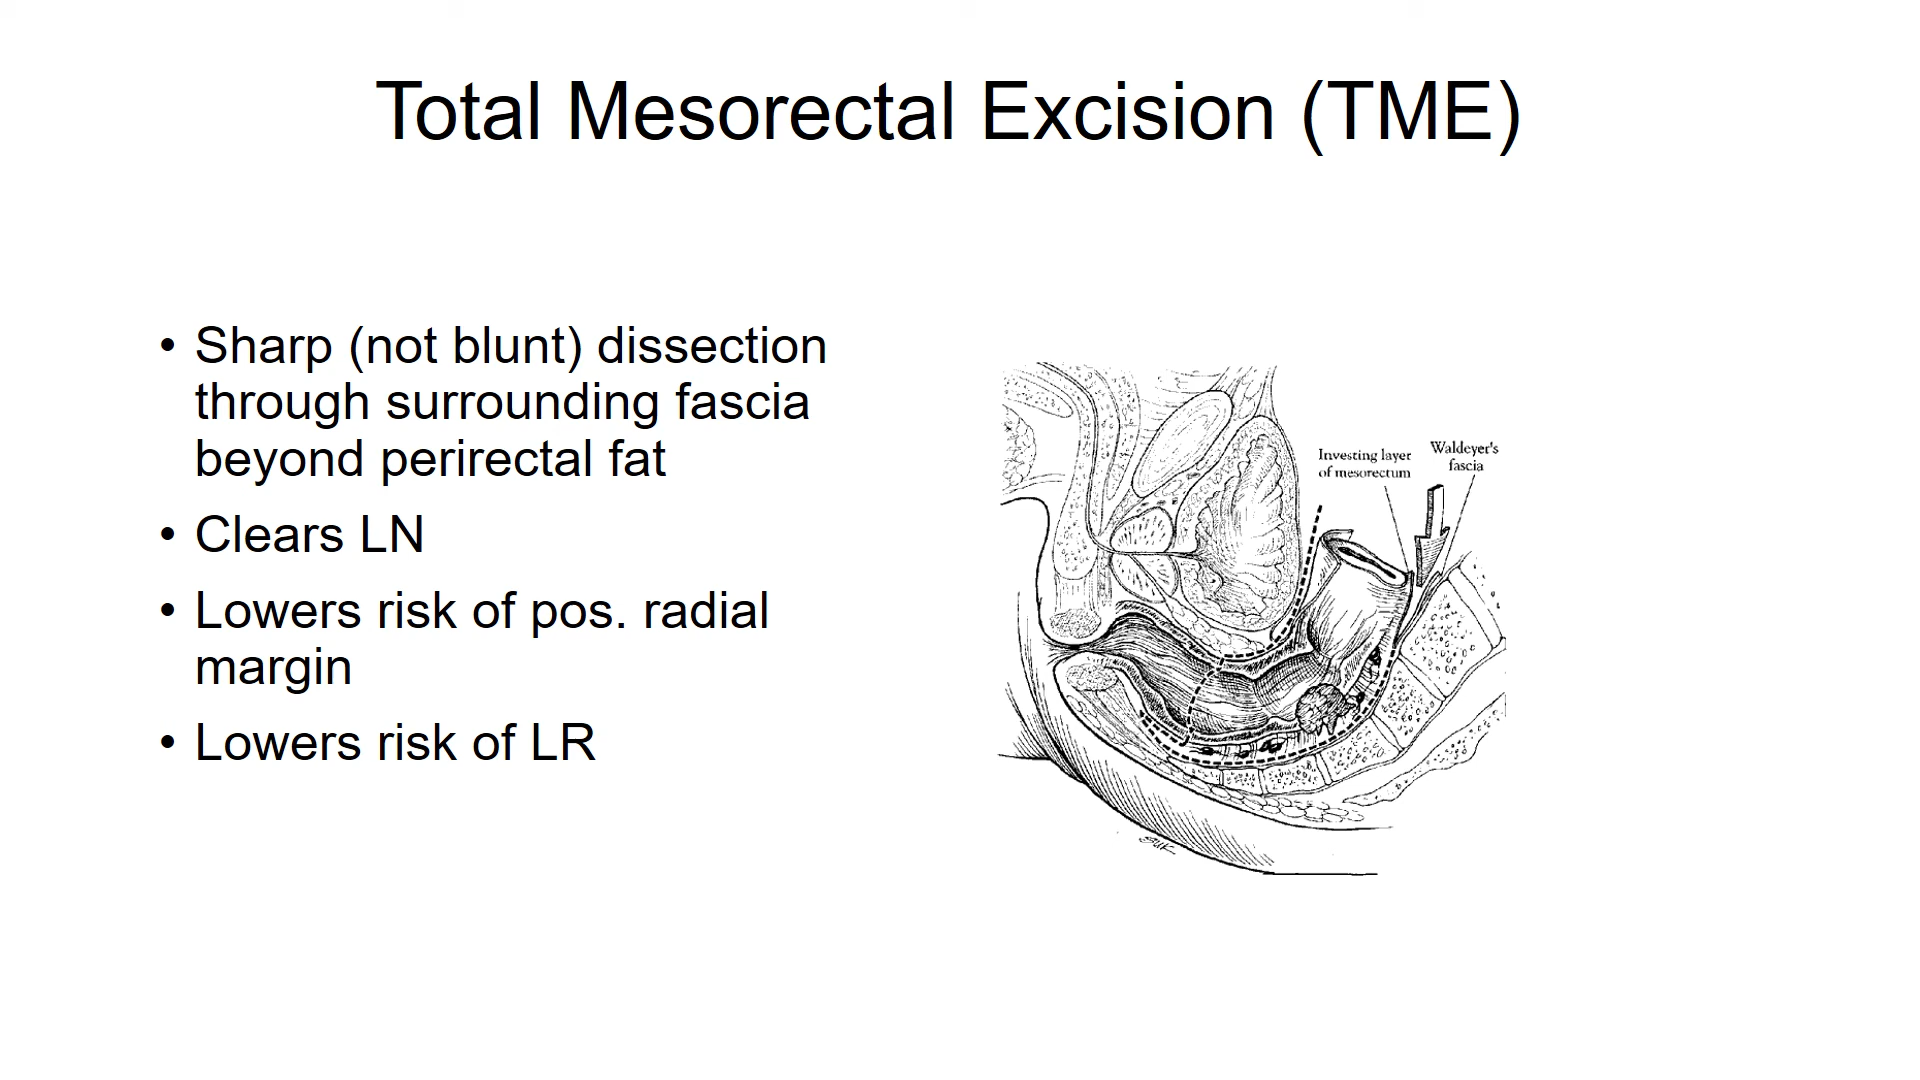 Total Mesorectal Excision (TME)
• Sharp (not blunt) dissection
through surrounding fascia
beyond perirectal fat
• Clears LN
• Lowers risk of pos. radial
margin
• Lowers risk of LR
Investing layer
of mesorectum
Waldeyer's
fascia